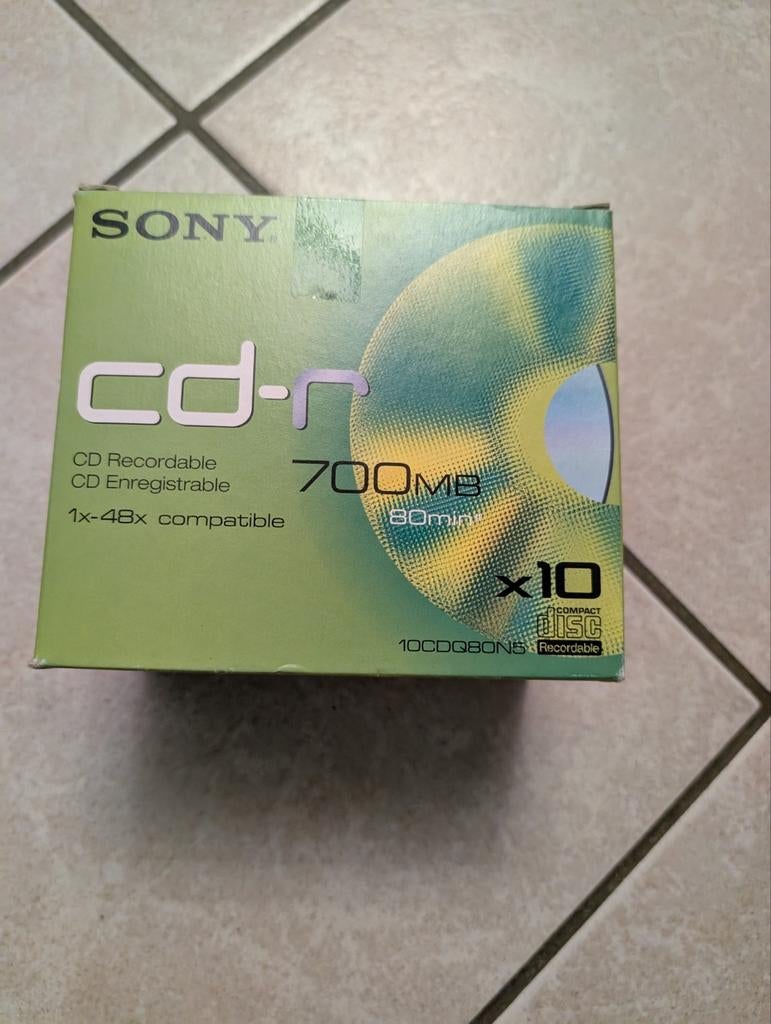 SONY
cd-r
CD Recordable
CD Enregistrable
700MB
1x-48x compatible
80min*
x10
COMPACT
disc
Recordable
10CDQ80N5